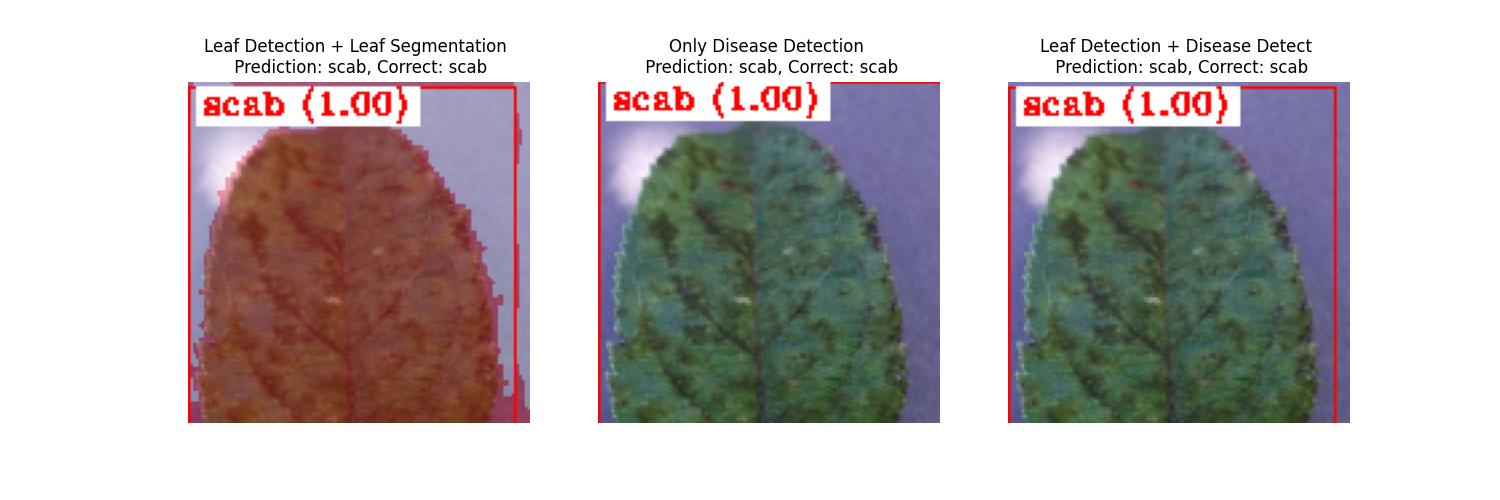 Leaf Detection + Leaf Segmentation
Prediction: scab, Correct: scab
scab (1.00)
Only Disease Detection
Prediction: scab, Correct: scab
scab (1.00)
Leaf Detection + Disease Detect
Prediction: scab, Correct: scab
scab (1.00)